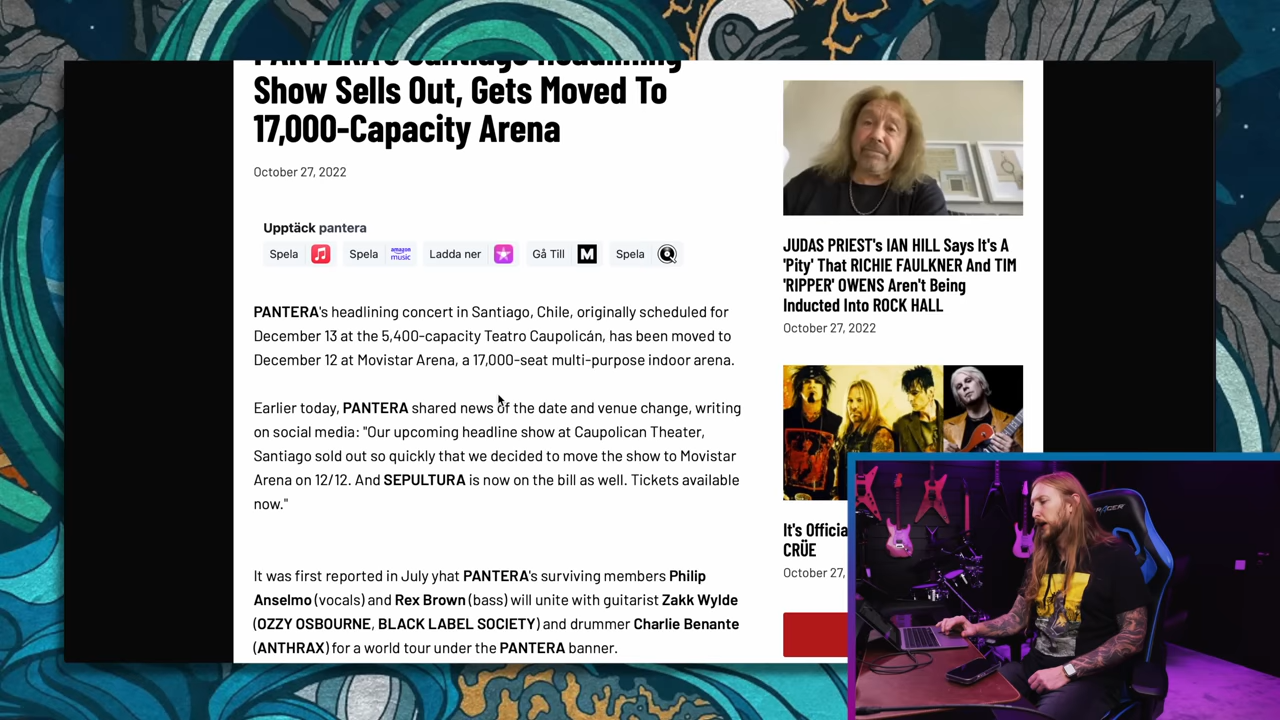 PANTERA's Santiago Headlining
Show Sells Out, Gets Moved To
17,000-Capacity Arena
October 27, 2022
Upptäck pantera
Spela
Spela
amazon music
Ladda ner
Gå Till
M
Spela
PANTERA's headlining concert in Santiago, Chile, originally scheduled for
December 13 at the 5,400-capacity Teatro Caupolicán, has been moved to
December 12 at Movistar Arena, a 17,000-seat multi-purpose indoor arena.
Earlier today, PANTERA shared news of the date and venue change, writing
on social media: "Our upcoming headline show at Caupolican Theater,
Santiago sold out so quickly that we decided to move the show to Movistar
Arena on 12/12. And SEPULTURA is now on the bill as well. Tickets available
now."
It was first reported in July yhat PANTERA's surviving members Philip
Anselmo (vocals) and Rex Brown (bass) will unite with guitarist Zakk Wylde
(OZZY OSBOURNE, BLACK LABEL SOCIETY) and drummer Charlie Benante
(ANTHRAX) for a world tour under the PANTERA banner.
JUDAS PRIEST's IAN HILL Says It's A
'Pity' That RICHIE FAULKNER And TIM
'RIPPER' OWENS Aren't Being
Inducted Into ROCK HALL
October 27, 2022
It's Officia
CRÜE
October 27,